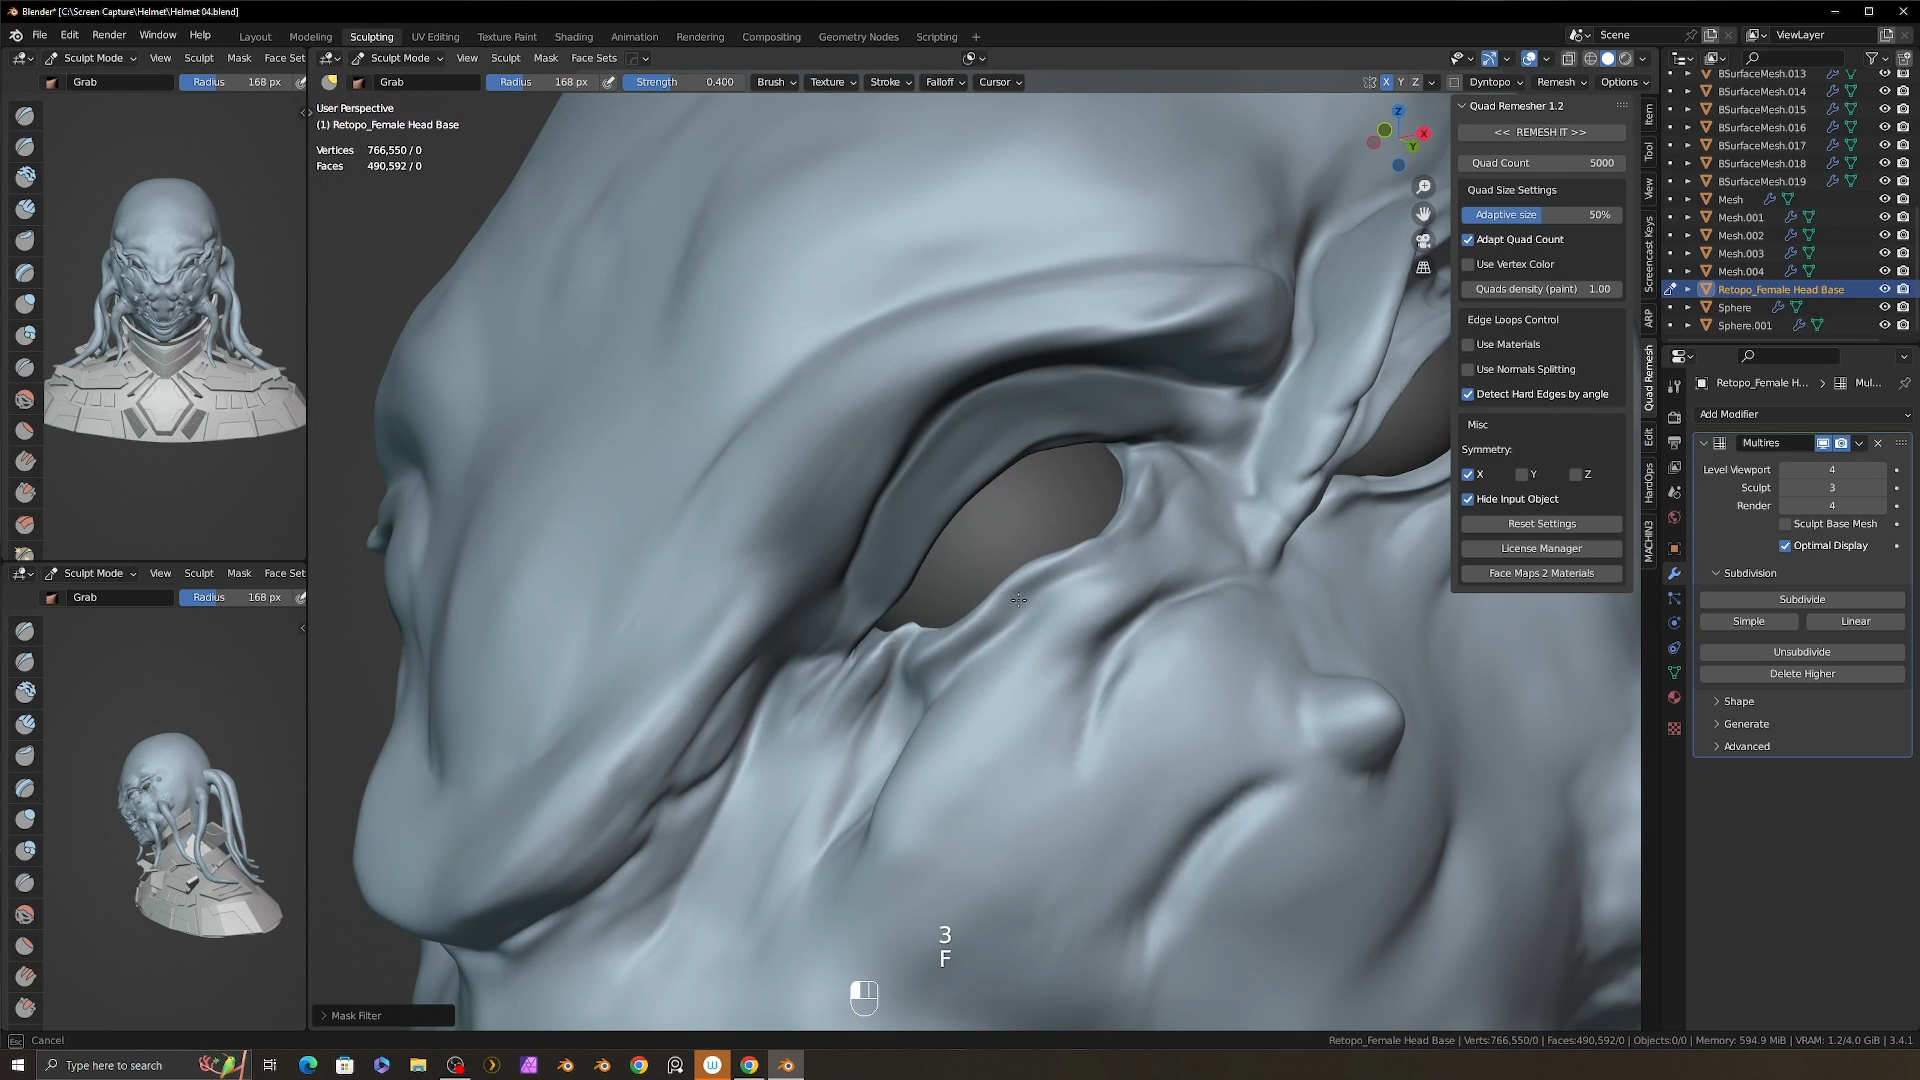 Blender* [C:\Screen Capture\Helmet\Helmet 04.blend]
File Edit Render Window Help
Layout Modeling Sculpting UV Editing Texture Paint Shading Animation Rendering Compositing Geometry Nodes Scripting +
Scene
ViewLayer
Sculpt Mode View Sculpt Mask Face Set
Sculpt Mode View Sculpt Mask Face Sets
Grab Radius 168 px
Grab Radius 168 px Strength 0.400 Brush Texture Stroke Falloff Cursor
X Y Z Dyntopo Remesh Options
User Perspective
(1) Retopo_Female Head Base
Vertices 766,550 / 0
Faces 490,592 / 0
Z
X
Y
Quad Remesher 1.2
<< REMESH IT >>
Quad Count 5000
Quad Size Settings
Adaptive size 50%
Adapt Quad Count
Use Vertex Color
Quads density (paint) 1.00
Edge Loops Control
Use Materials
Use Normals Splitting
Detect Hard Edges by angle
Misc
Symmetry:
X Y Z
Hide Input Object
Reset Settings
License Manager
Face Maps 2 Materials
Item
Tool
View
Screencast Keys
ARP
Quad Remesh
Edit
HardOps
MACHIN3
BSurfaceMesh.013
BSurfaceMesh.014
BSurfaceMesh.015
BSurfaceMesh.016
BSurfaceMesh.017
BSurfaceMesh.018
BSurfaceMesh.019
Mesh
Mesh.001
Mesh.002
Mesh.003
Mesh.004
Retopo_Female Head Base
Sphere
Sphere.001
Retopo_Female H... > Mul...
Add Modifier
Multires
Level Viewport 4
Sculpt 3
Render 4
Sculpt Base Mesh
Optimal Display
Subdivision
Subdivide
Simple Linear
Unsubdivide
Delete Higher
Shape
Generate
Advanced
Sculpt Mode View Sculpt Mask Face Set
Grab Radius 168 px
3
F
Mask Filter
Esc Cancel
Retopo_Female Head Base | Verts:766,550/0 | Faces:490,592/0 | Objects:0/0 | Memory: 594.9 MiB | VRAM: 1.2/4.0 GiB | 3.4.1
Type here to search